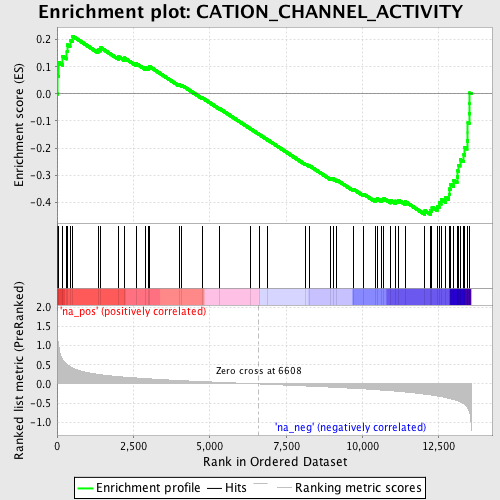 Enrichment plot: CATION_CHANNEL_ACTIVITY
Enrichment score (ES)
0.2
0.1
0.0
-0.1
-0.2
-0.3
-0.4
Ranked list metric (PreRanked)
'na_pos' (positively correlated)
2.0
1.5
1.0
0.5
0.0
-0.5
-1.0
Zero cross at 6608
'na_neg' (negatively correlated)
0
2,500
5,000
7,500
10,000
12,500
Rank in Ordered Dataset
Enrichment profile
Hits
Ranking metric scores